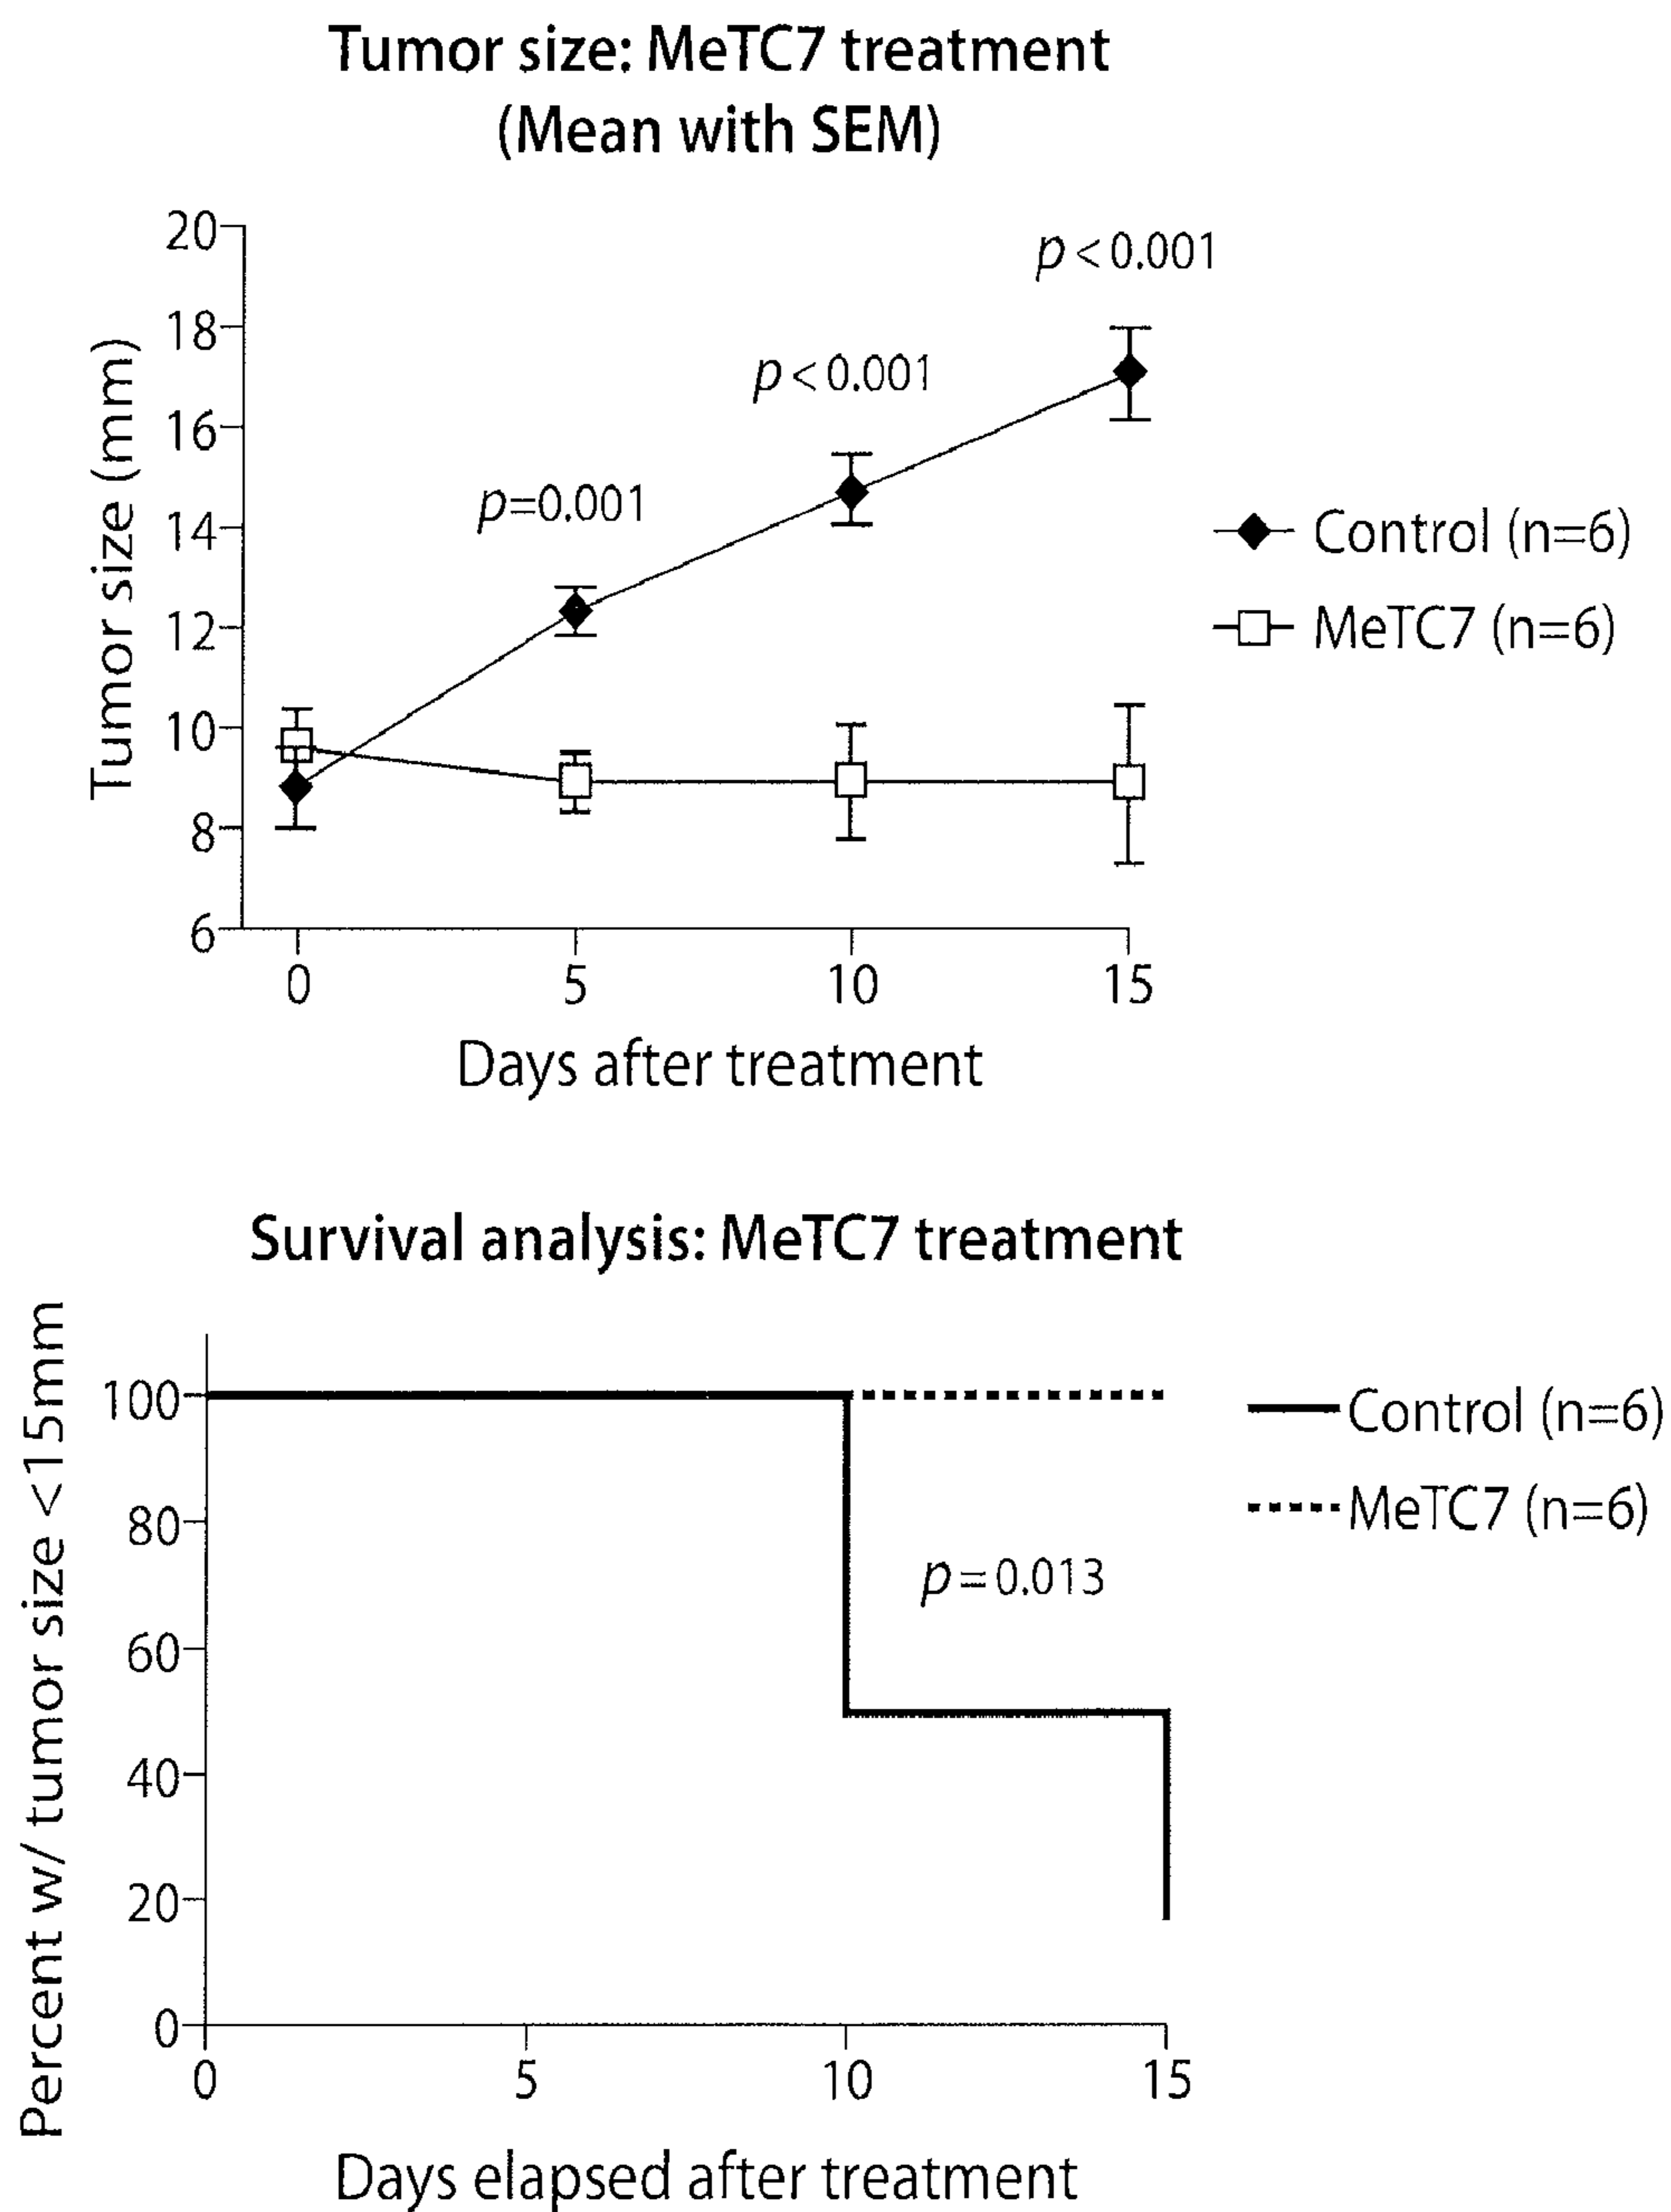 Tumor size: MeTC7 treatment
(Mean with SEM)
Tumor size (mm)
20
18
16
14
12
10
8
6
p<0.001
p<0.001
p=0.001
Control (n=6)
MeTC7 (n=6)
0 5 10 15
Days after treatment
Survival analysis: MeTC7 treatment
Percent w/ tumor size <15mm
100
80
60
40
20
0
Control (n=6)
MeTC7 (n=6)
p=0.013
0 5 10 15
Days elapsed after treatment